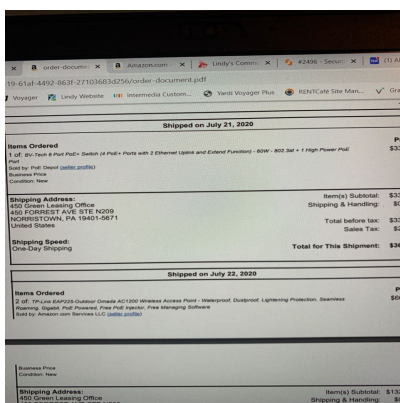 order-docume
Amazon.com
Lindy's Comm
#2496 - Secur
(1) A
19-61af-4492-863f-27103683d256/order-document.pdf
Voyager
Lindy Website
Intermedia Custom...
Yardi Voyager Plus
RENTCafé Site Man...
Gra
Shipped on July 21, 2020
Items Ordered
P
1 of: BV-Tech 6 Port PoE+ Switch (4 PoE+ Ports with 2 Ethernet Uplink and Extend Function) - 60W - 802.3at + 1 High Power PoE
Port
Sold by: PoE Depot (seller profile)
Business Price
Condition: New
Shipping Address:
450 Green Leasing Office
450 FORREST AVE STE N209
NORRISTOWN, PA 19401-5671
United States
Item(s) Subtotal:
Shipping & Handling:
Total before tax:
Sales Tax:
Shipping Speed:
One-Day Shipping
Total for This Shipment:
Shipped on July 22, 2020
Items Ordered
P
2 of: TP-Link EAP225-Outdoor Omada AC1200 Wireless Access Point - Waterproof, Dustproof, Lightening Protection, Seamless
Roaming, Gigabit, PoE Powered, Free PoE Injector, Free Managing Software
Sold by: Amazon.com Services LLC (seller profile)
Business Price
Condition: New
Shipping Address:
450 Green Leasing Office
Item(s) Subtotal:
Shipping & Handling: